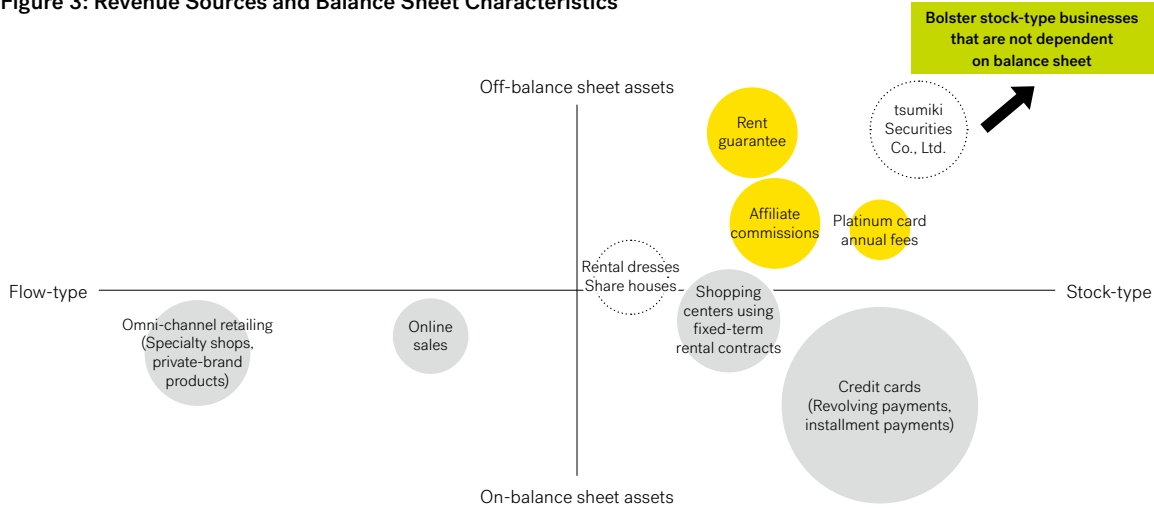 Figure 3: Revenue Sources and Balance Sheet Characteristics
Bolster stock-type businesses
that are not dependent
on balance sheet
Off-balance sheet assets
tsumiki
Securities
Co., Ltd.
Rent
guarantee
Affiliate
commissions
Platinum card
annual fees
Rental dresses
Share houses
Flow-type
Stock-type
Shopping
centers using
fixed-term
rental contracts
Omni-channel retailing
(Specialty shops,
private-brand
products)
Online
sales
Credit cards
(Revolving payments,
installment payments)
On-balance sheet assets